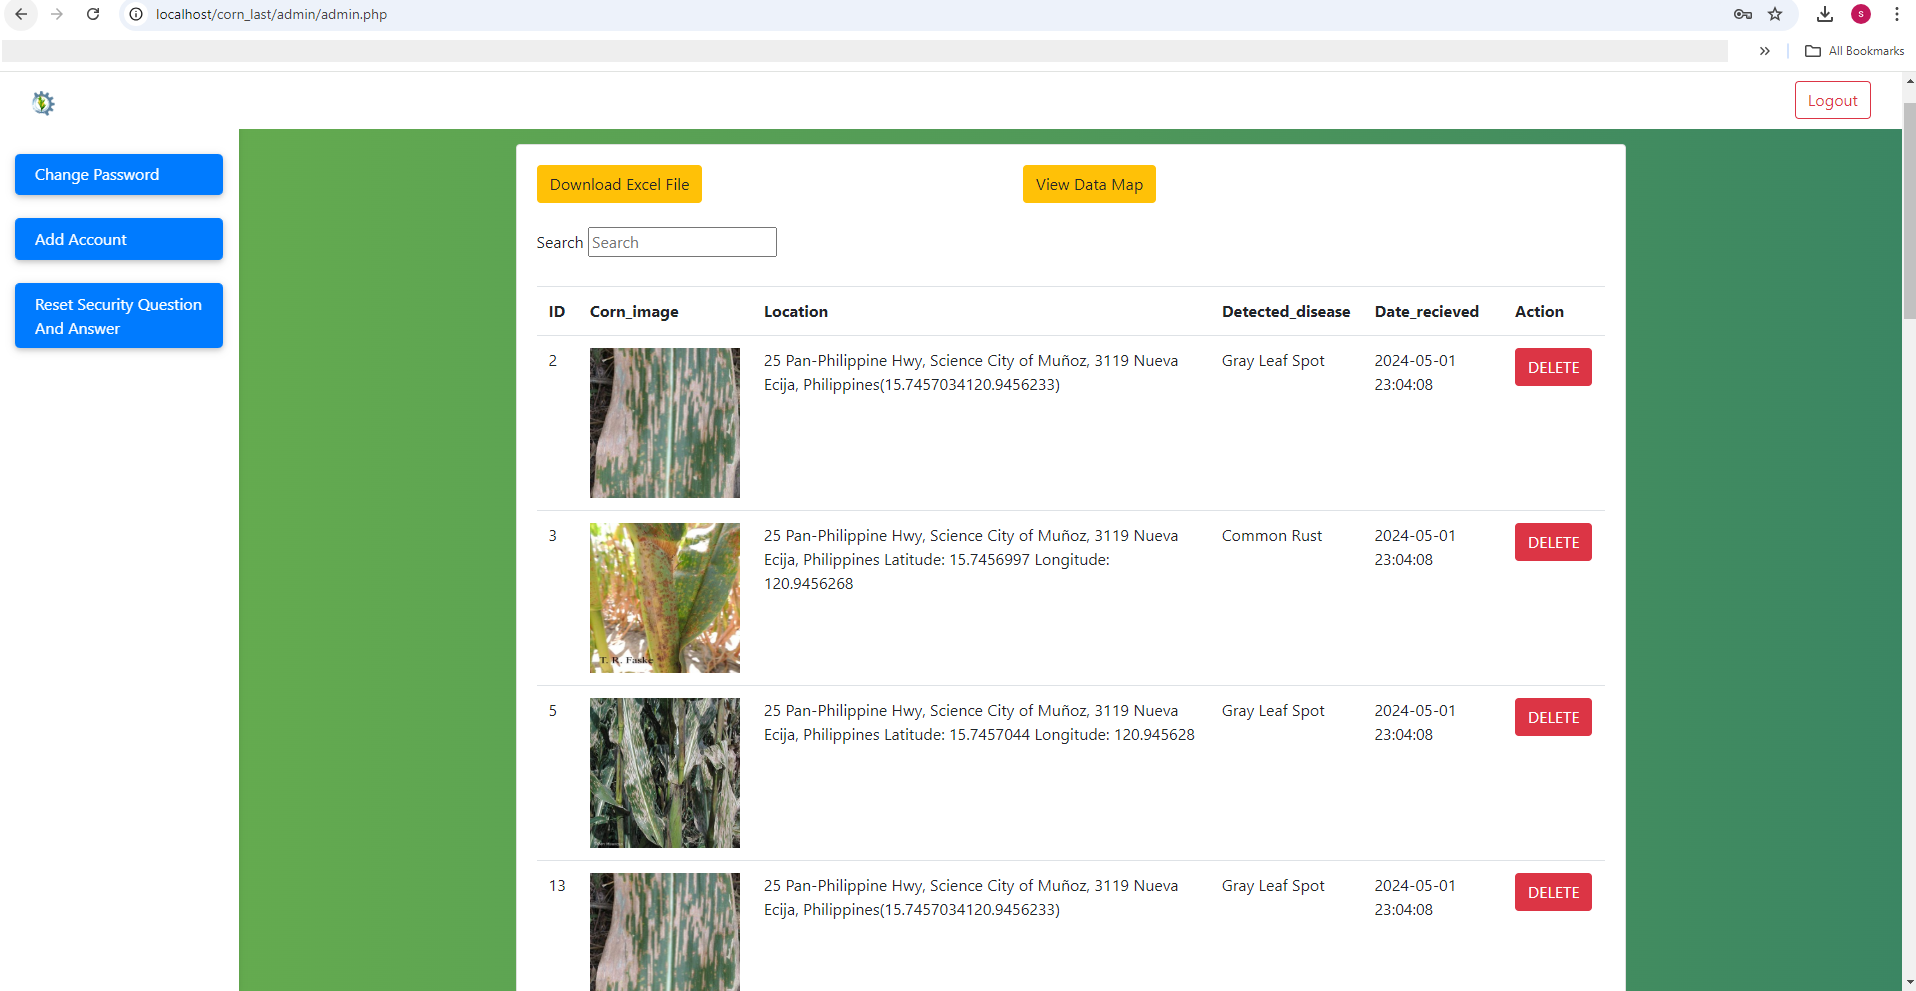 localhost/corn_last/admin/admin.php
s
All Bookmarks
Logout
Change Password
Add Account
Reset Security Question
And Answer
Download Excel File
View Data Map
Search
Search
ID
Corn_image
Location
Detected_disease
Date_recieved
Action
2
25 Pan-Philippine Hwy, Science City of Muñoz, 3119 Nueva
Ecija, Philippines(15.7457034120.9456233)
Gray Leaf Spot
2024-05-01
23:04:08
DELETE
3
T. R. Faske
25 Pan-Philippine Hwy, Science City of Muñoz, 3119 Nueva
Ecija, Philippines Latitude: 15.7456997 Longitude:
120.9456268
Common Rust
2024-05-01
23:04:08
DELETE
5
25 Pan-Philippine Hwy, Science City of Muñoz, 3119 Nueva
Ecija, Philippines Latitude: 15.7457044 Longitude: 120.945628
Gray Leaf Spot
2024-05-01
23:04:08
DELETE
13
25 Pan-Philippine Hwy, Science City of Muñoz, 3119 Nueva
Ecija, Philippines(15.7457034120.9456233)
Gray Leaf Spot
2024-05-01
23:04:08
DELETE